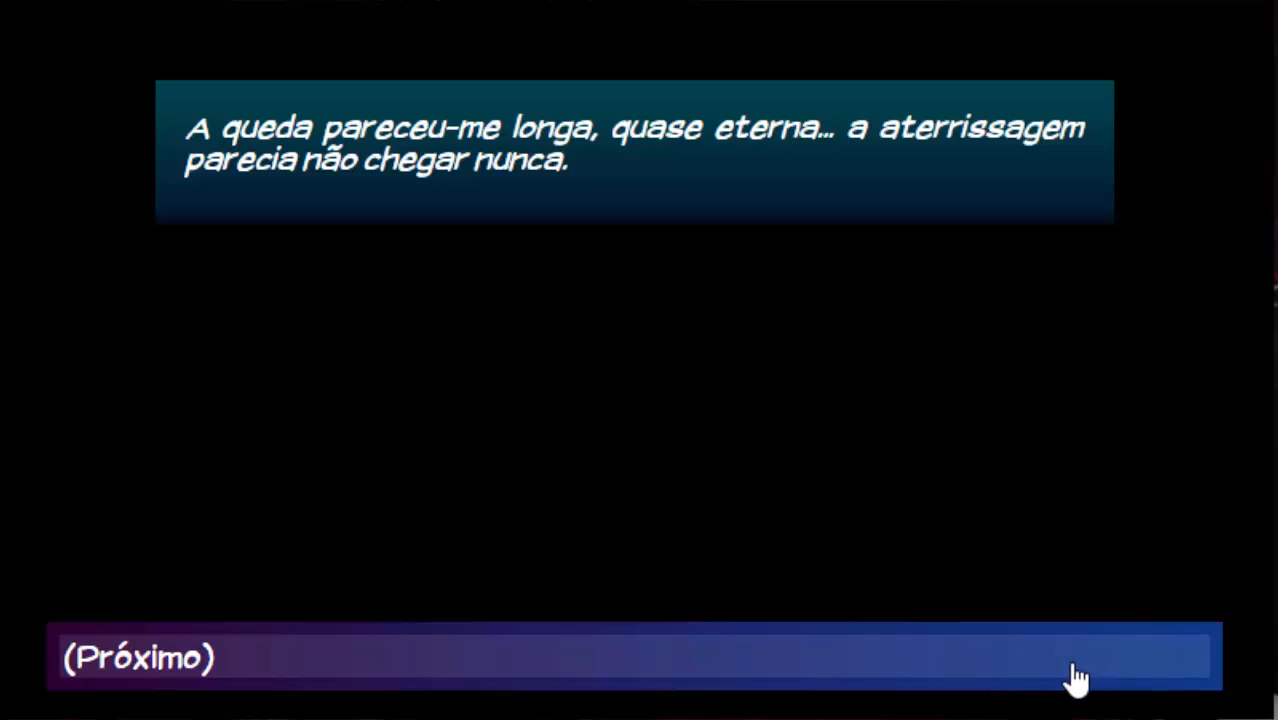 A queda pareceu-me longa, quase eterna... a aterrissagem
parecia não chegar nunca.
(Próximo)